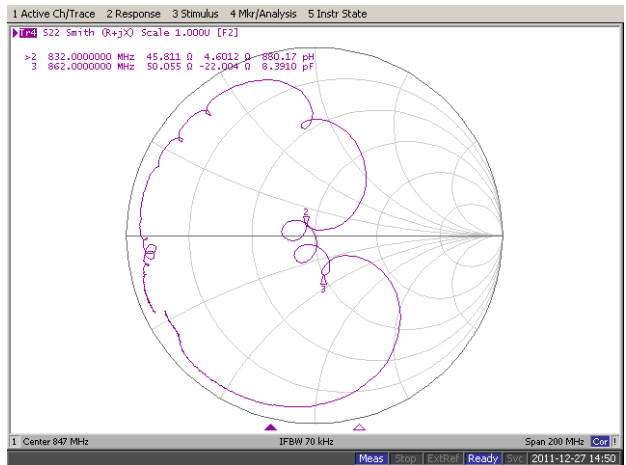 1 Active Ch/Trace 2 Response 3 Stimulus 4 Mkr/Analysis 5 Instr State
Tr4 S22 Smith (R+jX) Scale 1.000U [F2]
>2 832.0000000 MHz 45.811 Ω 4.6012 Ω 880.17 pH
3 862.0000000 MHz 50.055 Ω -22.004 Ω 8.3910 pF
2
3
1 Center 847 MHz IFBW 70 kHz Span 200 MHz Cor !
Meas Stop ExtRef Ready Svc 2011-12-27 14:50